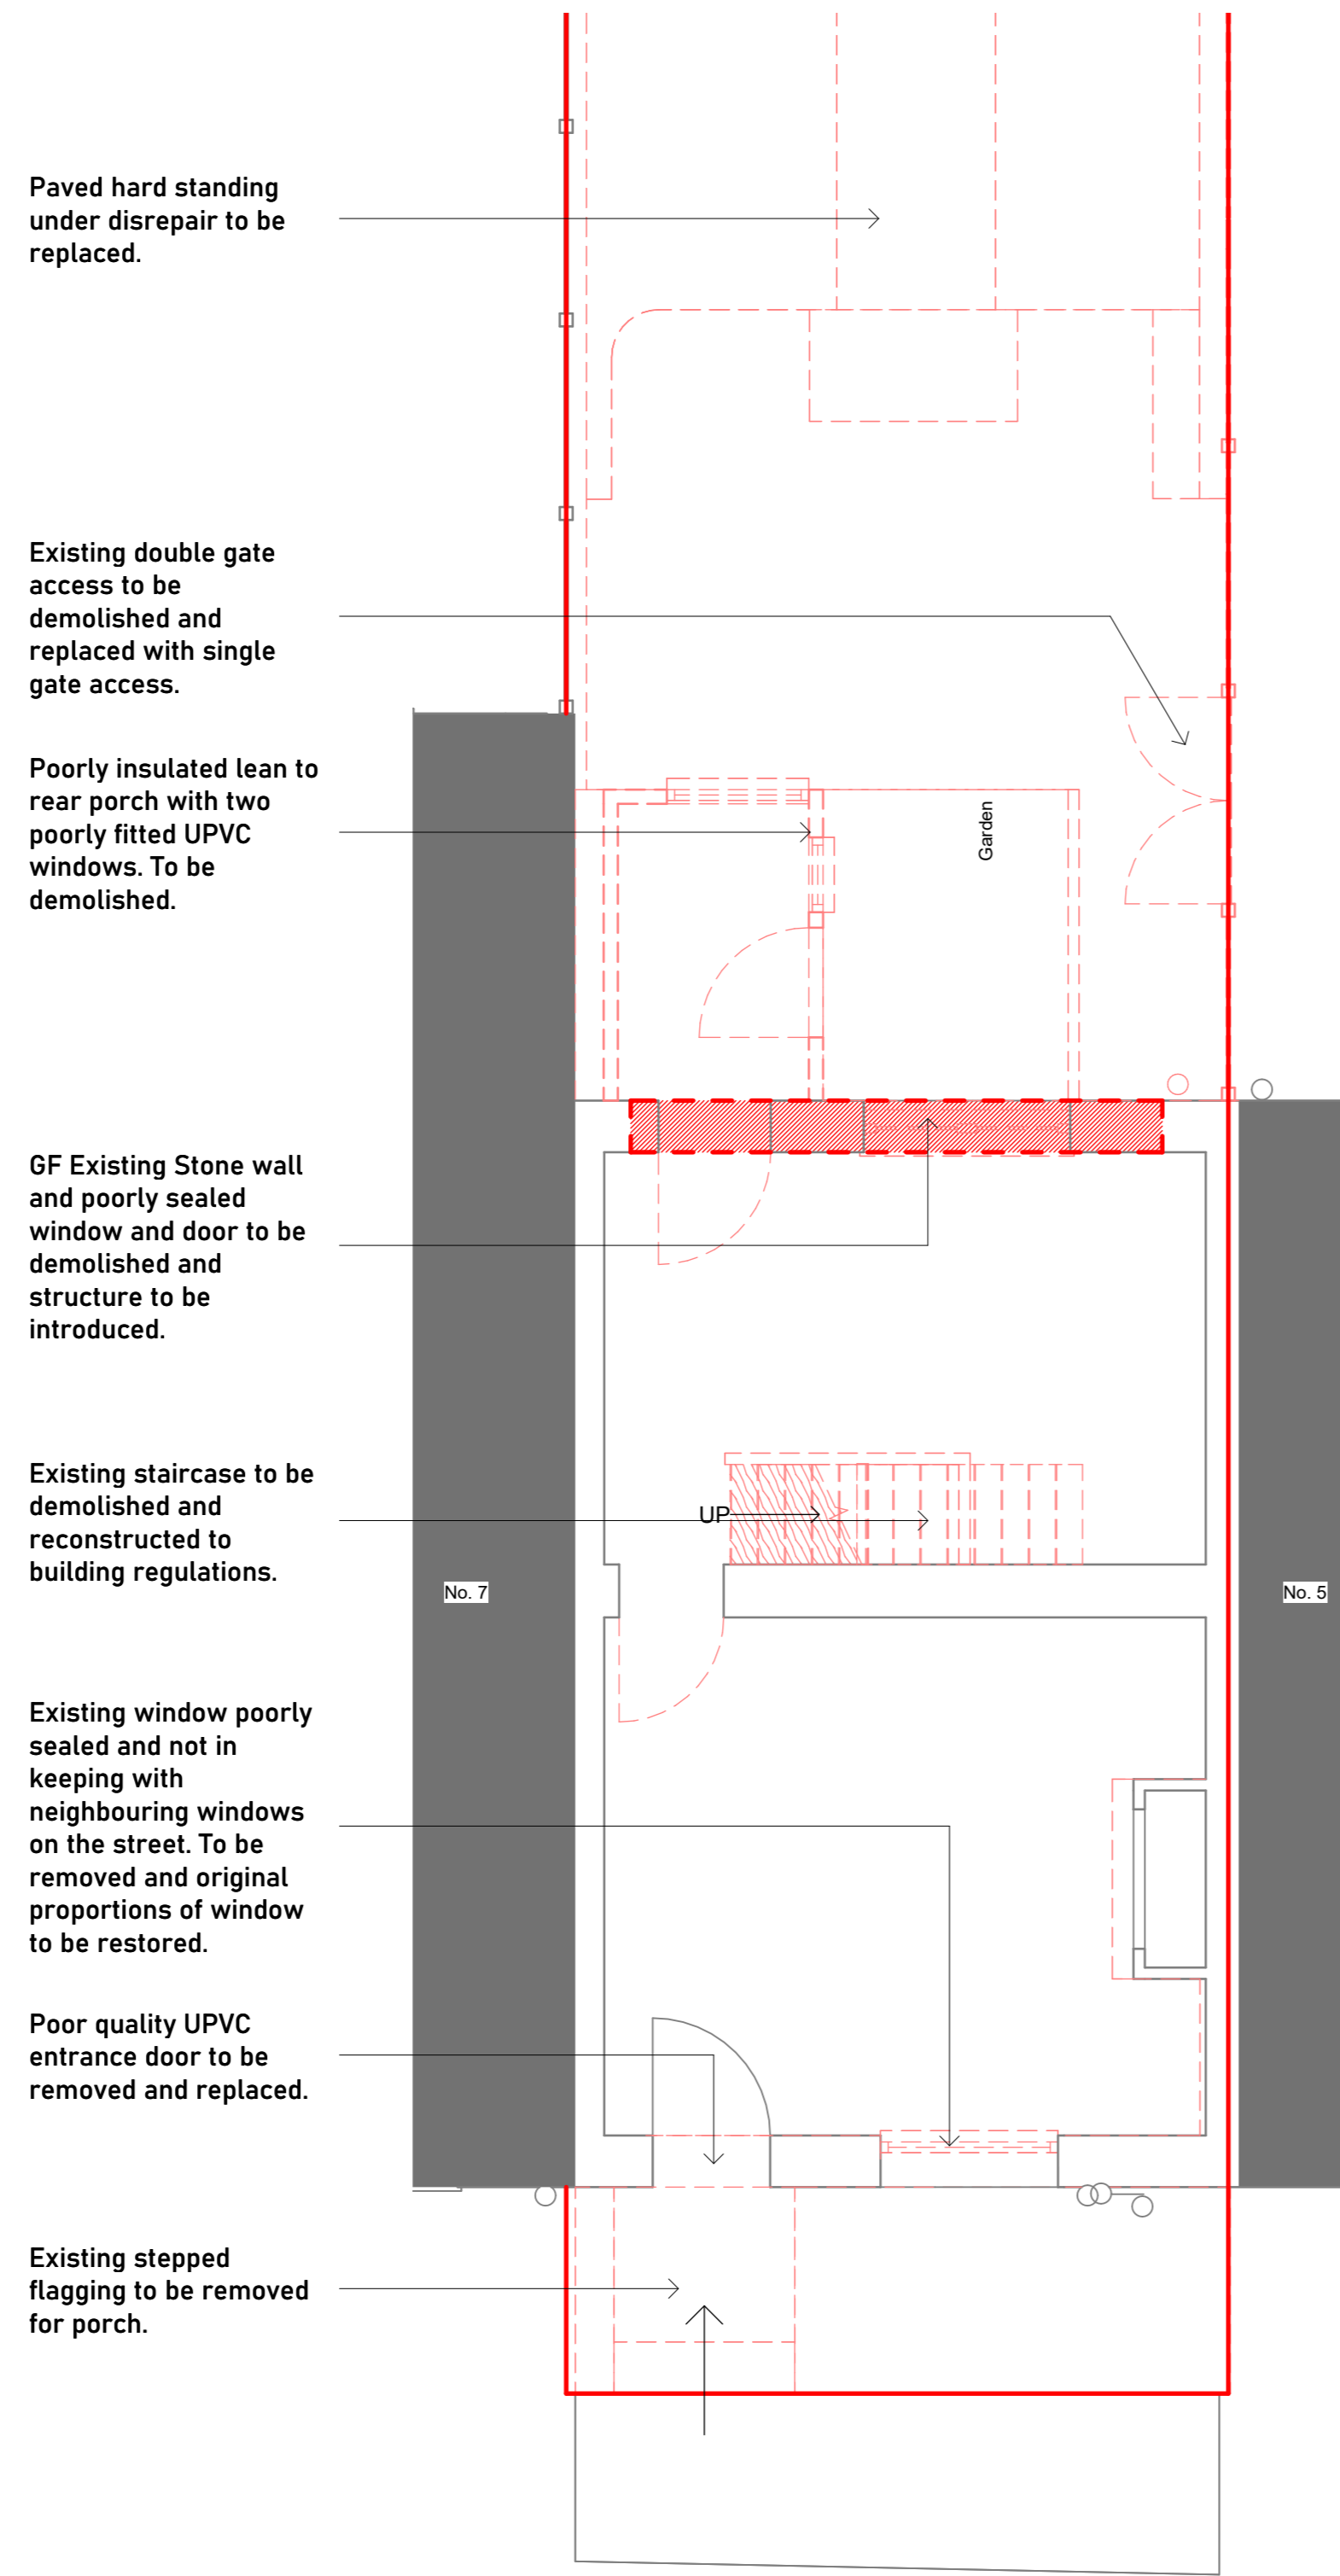 Paved hard standing
under disrepair to be
replaced.
Existing double gate
access to be
demolished and
replaced with single
gate access.
Poorly insulated lean to
rear porch with two
poorly fitted UPVC
windows. To be
demolished.
Garden
GF Existing Stone wall
and poorly sealed
window and door to be
demolished and
structure to be
introduced.
Existing staircase to be
demolished and
reconstructed to
building regulations.
UP
No. 7
No. 5
Existing window poorly
sealed and not in
keeping with
neighbouring windows
on the street. To be
removed and original
proportions of window
to be restored.
Poor quality UPVC
entrance door to be
removed and replaced.
Existing stepped
flagging to be removed
for porch.